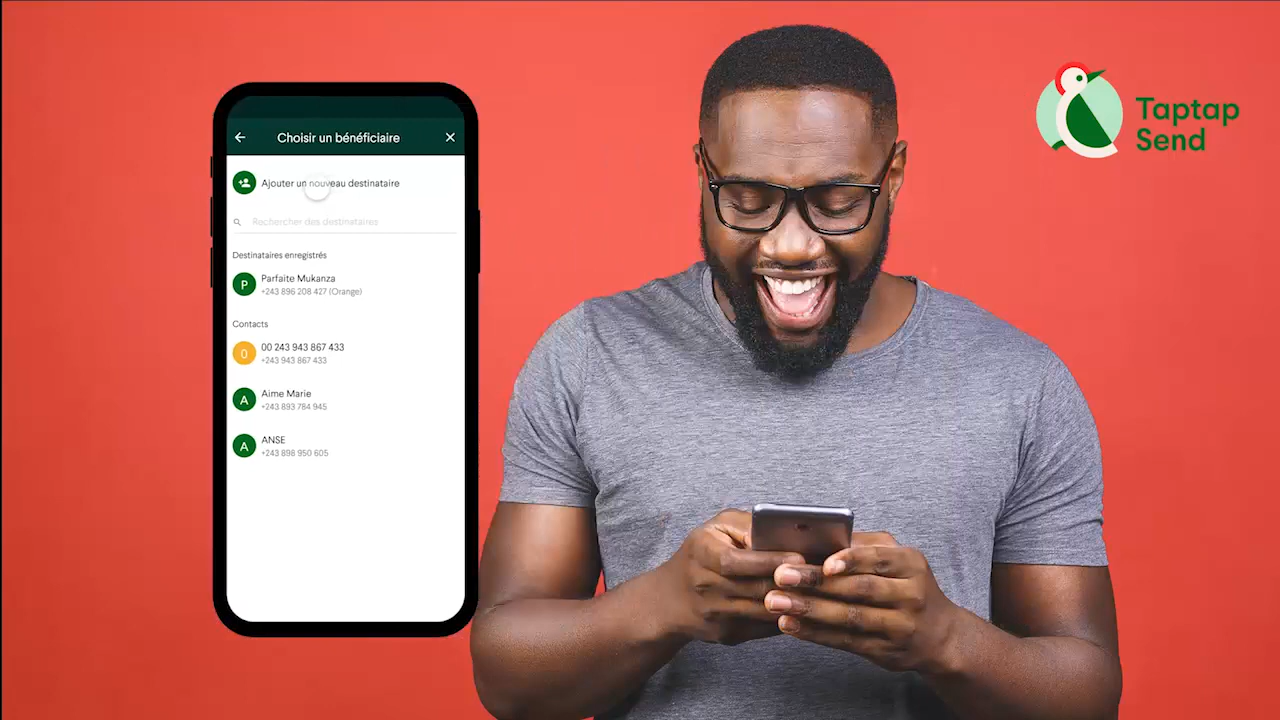 Choisir un bénéficiaire
Ajouter un nouveau destinataire
Rechercher des destinataires
Destinataires enregistrés
P
Parfaite Mukanza
+243 896 208 427 (Orange)
Contacts
0
00 243 943 867 433
+243 943 867 433
A
Aime Marie
+243 893 784 945
A
ANSE
+243 898 950 605
Taptap
Send